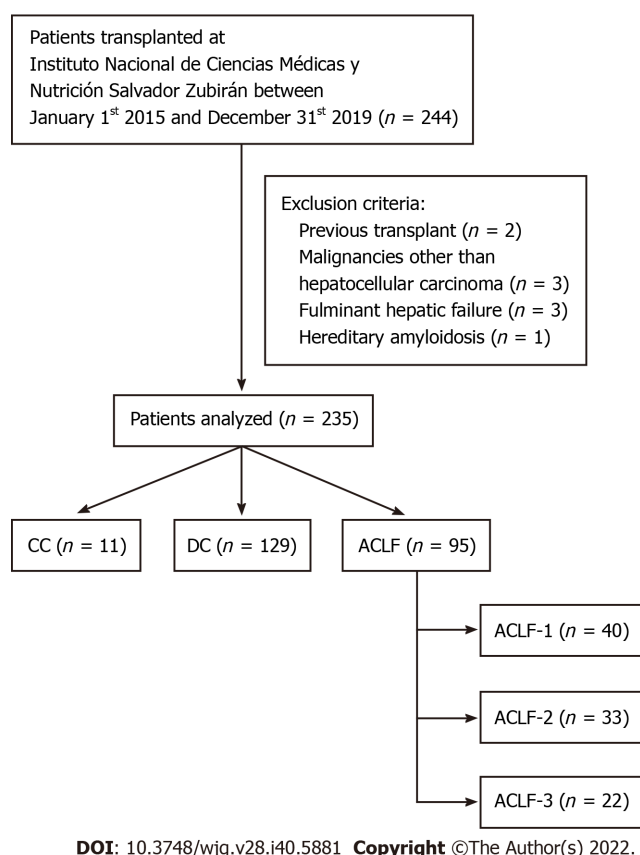 Patients transplanted at
Instituto Nacional de Ciencias Médicas y
Nutrición Salvador Zubirán between
January 1st 2015 and December 31st 2019 (n = 244)
Exclusion criteria:
Previous transplant (n = 2)
Malignancies other than
hepatocellular carcinoma (n = 3)
Fulminant hepatic failure (n = 3)
Hereditary amyloidosis (n = 1)
Patients analyzed (n = 235)
CC (n = 11)
DC (n = 129)
ACLF (n = 95)
ACLF-1 (n = 40)
ACLF-2 (n = 33)
ACLF-3 (n = 22)
DOI: 10.3748/wjg.v28.i40.5881 Copyright ©The Author(s) 2022.